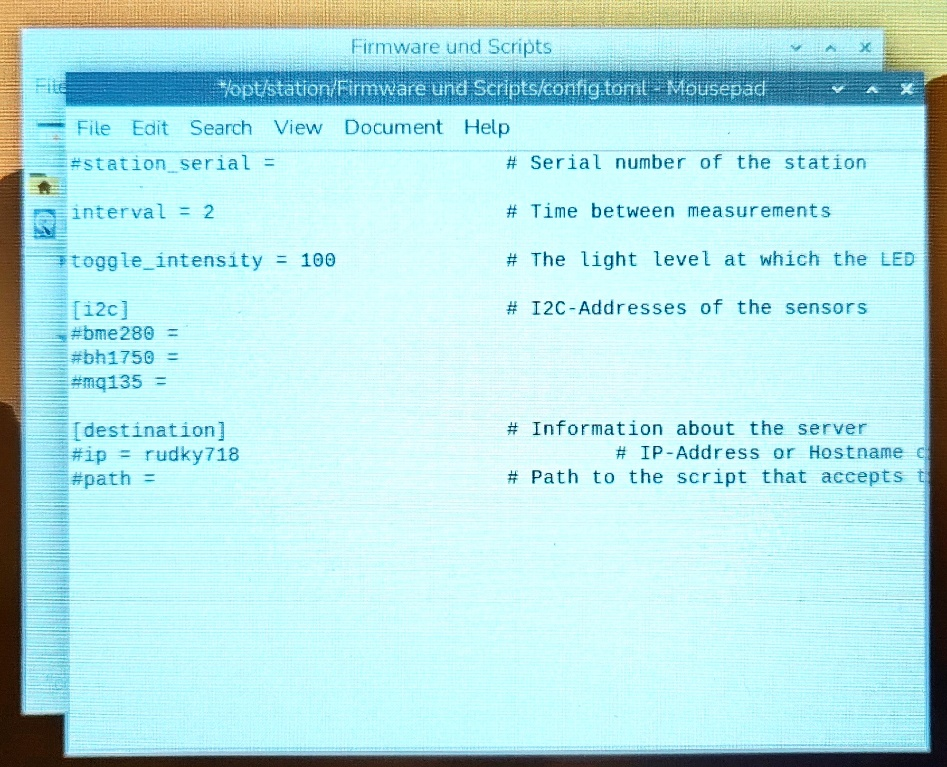 Firmware und Scripts
File
*/opt/station/Firmware und Scripts/config.toml - Mousepad
File Edit Search View Document Help
#station_serial = # Serial number of the station
interval = 2 # Time between measurements
toggle_intensity = 100 # The light level at which the LED
[i2c] # I2C-Addresses of the sensors
#bme280 =
#bh1750 =
#mq135 =
[destination] # Information about the server
#ip = rudky718 # IP-Address or Hostname
#path = # Path to the script that accepts